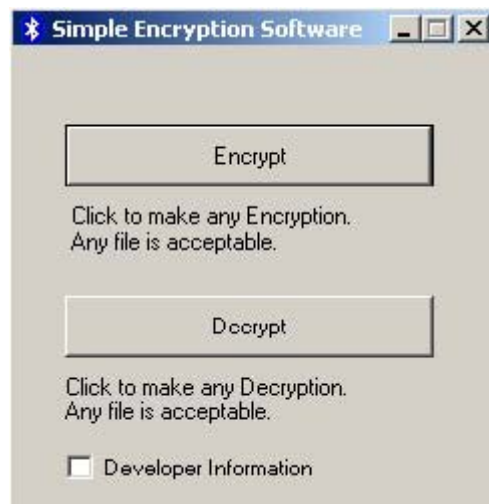 Simple Encryption Software
Encrypt
Click to make any Encryption.
Any file is acceptable.
Decrypt
Click to make any Decryption.
Any file is acceptable.
Developer Information